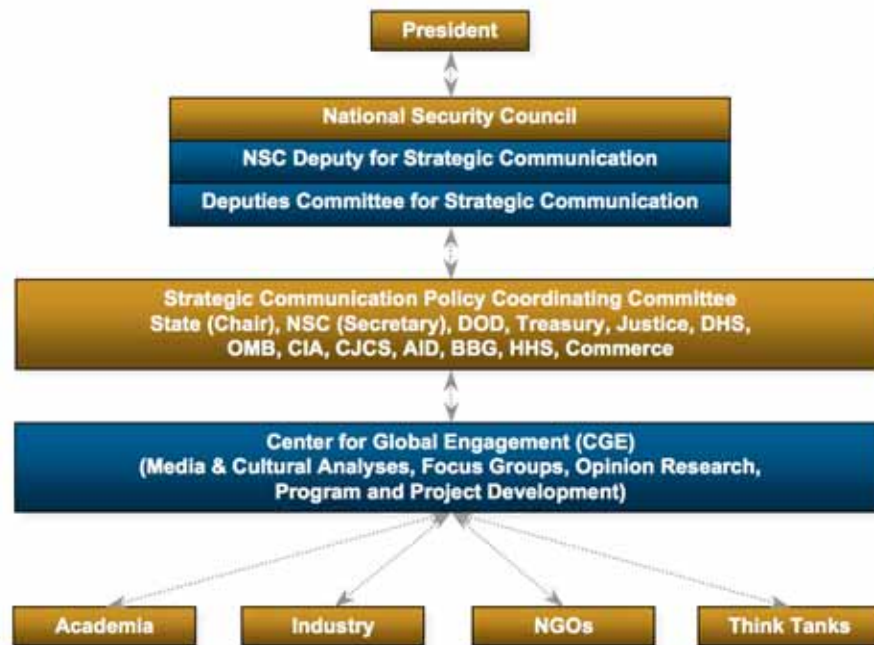 President
National Security Council
NSC Deputy for Strategic Communication
Deputies Committee for Strategic Communication
Strategic Communication Policy Coordinating Committee
State (Chair), NSC (Secretary), DOD, Treasury, Justice, DHS,
OMB, CIA, CJCS, AID, BBG, HHS, Commerce
Center for Global Engagement (CGE)
(Media & Cultural Analyses, Focus Groups, Opinion Research,
Program and Project Development)
Academia
Industry
NGOs
Think Tanks